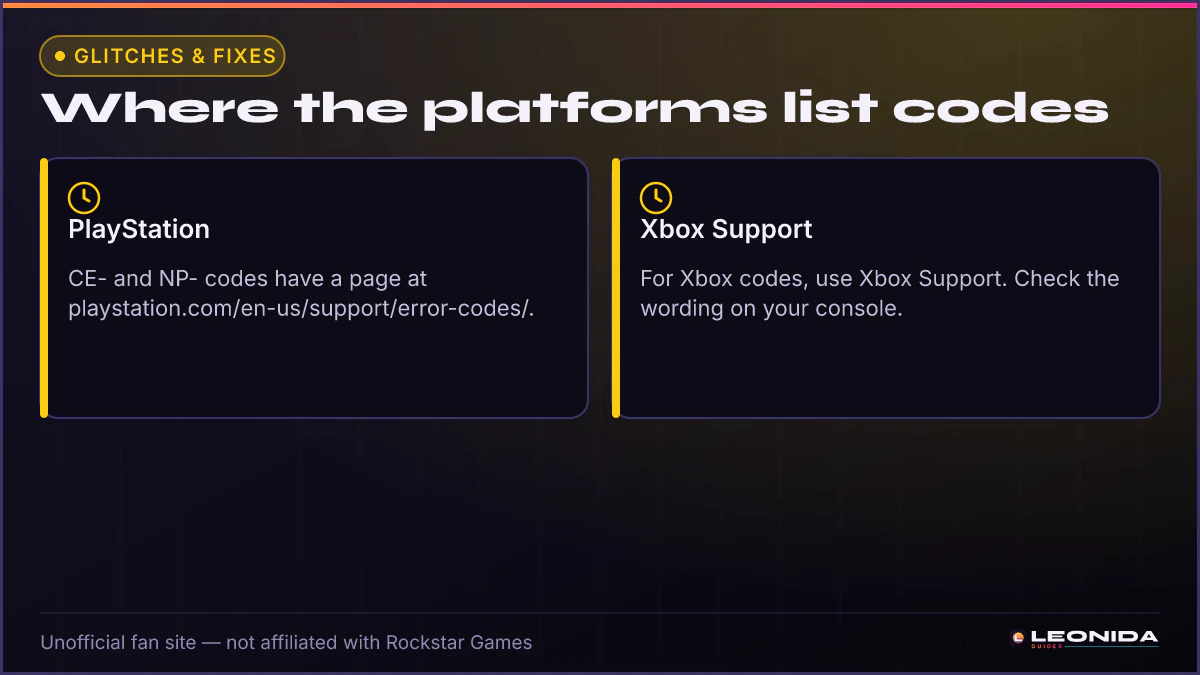 GLITCHES & FIXES
Where the platforms list codes
PlayStation
CE- and NP- codes have a page at
playstation.com/en-us/support/error-codes/.
Xbox Support
For Xbox codes, use Xbox Support. Check the
wording on your console.
Unofficial fan site — not affiliated with Rockstar Games
LEONIDA
GUIDES